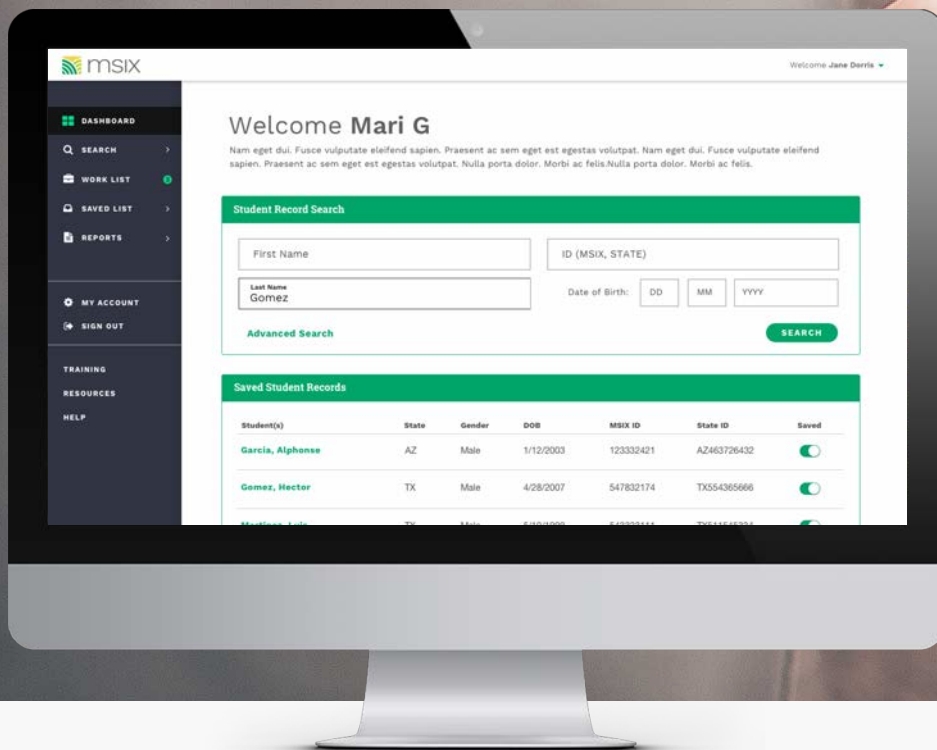 msix
Welcome Jane Dorris
DASHBOARD
SEARCH
WORK LIST
SAVED LIST
REPORTS
MY ACCOUNT
SIGN OUT
TRAINING
RESOURCES
HELP
Welcome Mari G
Nam eget dui. Fusce vulputate eleifend sapien. Praesent ac sem eget est egestas volutpat. Nam eget dui. Fusce vulputate eleifend
sapien. Praesent ac sem eget est egestas volutpat. Nulla porta dolor. Morbi ac felis.Nulla porta dolor. Morbi ac felis.
Student Record Search
First Name
ID (MSIX, STATE)
Last Name
Gomez
Date of Birth: DD MM YYYY
Advanced Search
SEARCH
Saved Student Records
Student(s) State Gender DOB MSIX ID State ID Saved
Garcia, Alphonse AZ Male 1/12/2003 123332421 AZ463726432
Gomez, Hector TX Male 4/28/2007 547832174 TX554365666